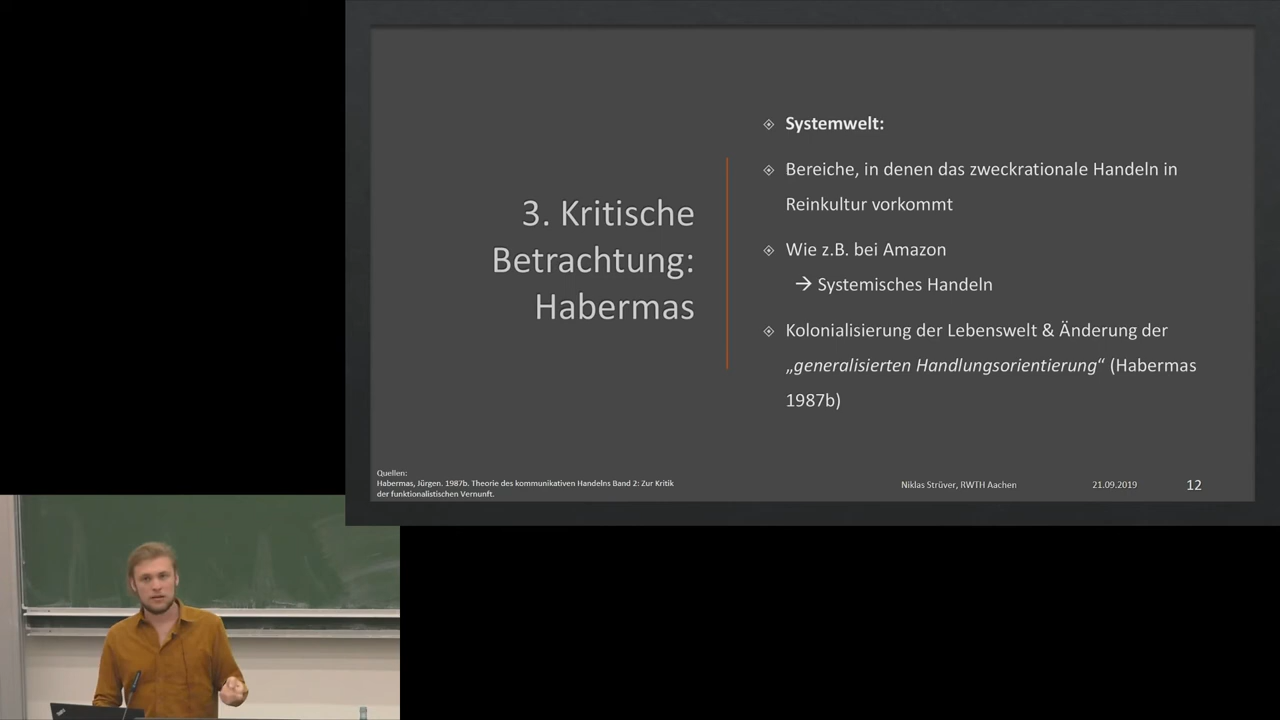 3. Kritische
Betrachtung:
Habermas
Systemwelt:
Bereiche, in denen das zweckrationale Handeln in
Reinkultur vorkommt
Wie z.B. bei Amazon
→ Systemisches Handeln
Kolonialisierung der Lebenswelt & Änderung der
„generalisierten Handlungsorientierung“ (Habermas
1987b)
Quellen:
Habermas, Jürgen. 1987b. Theorie des kommunikativen Handelns Band 2: Zur Kritik
der funktionalistischen Vernunft.
Niklas Strüver, RWTH Aachen
21.09.2019
12